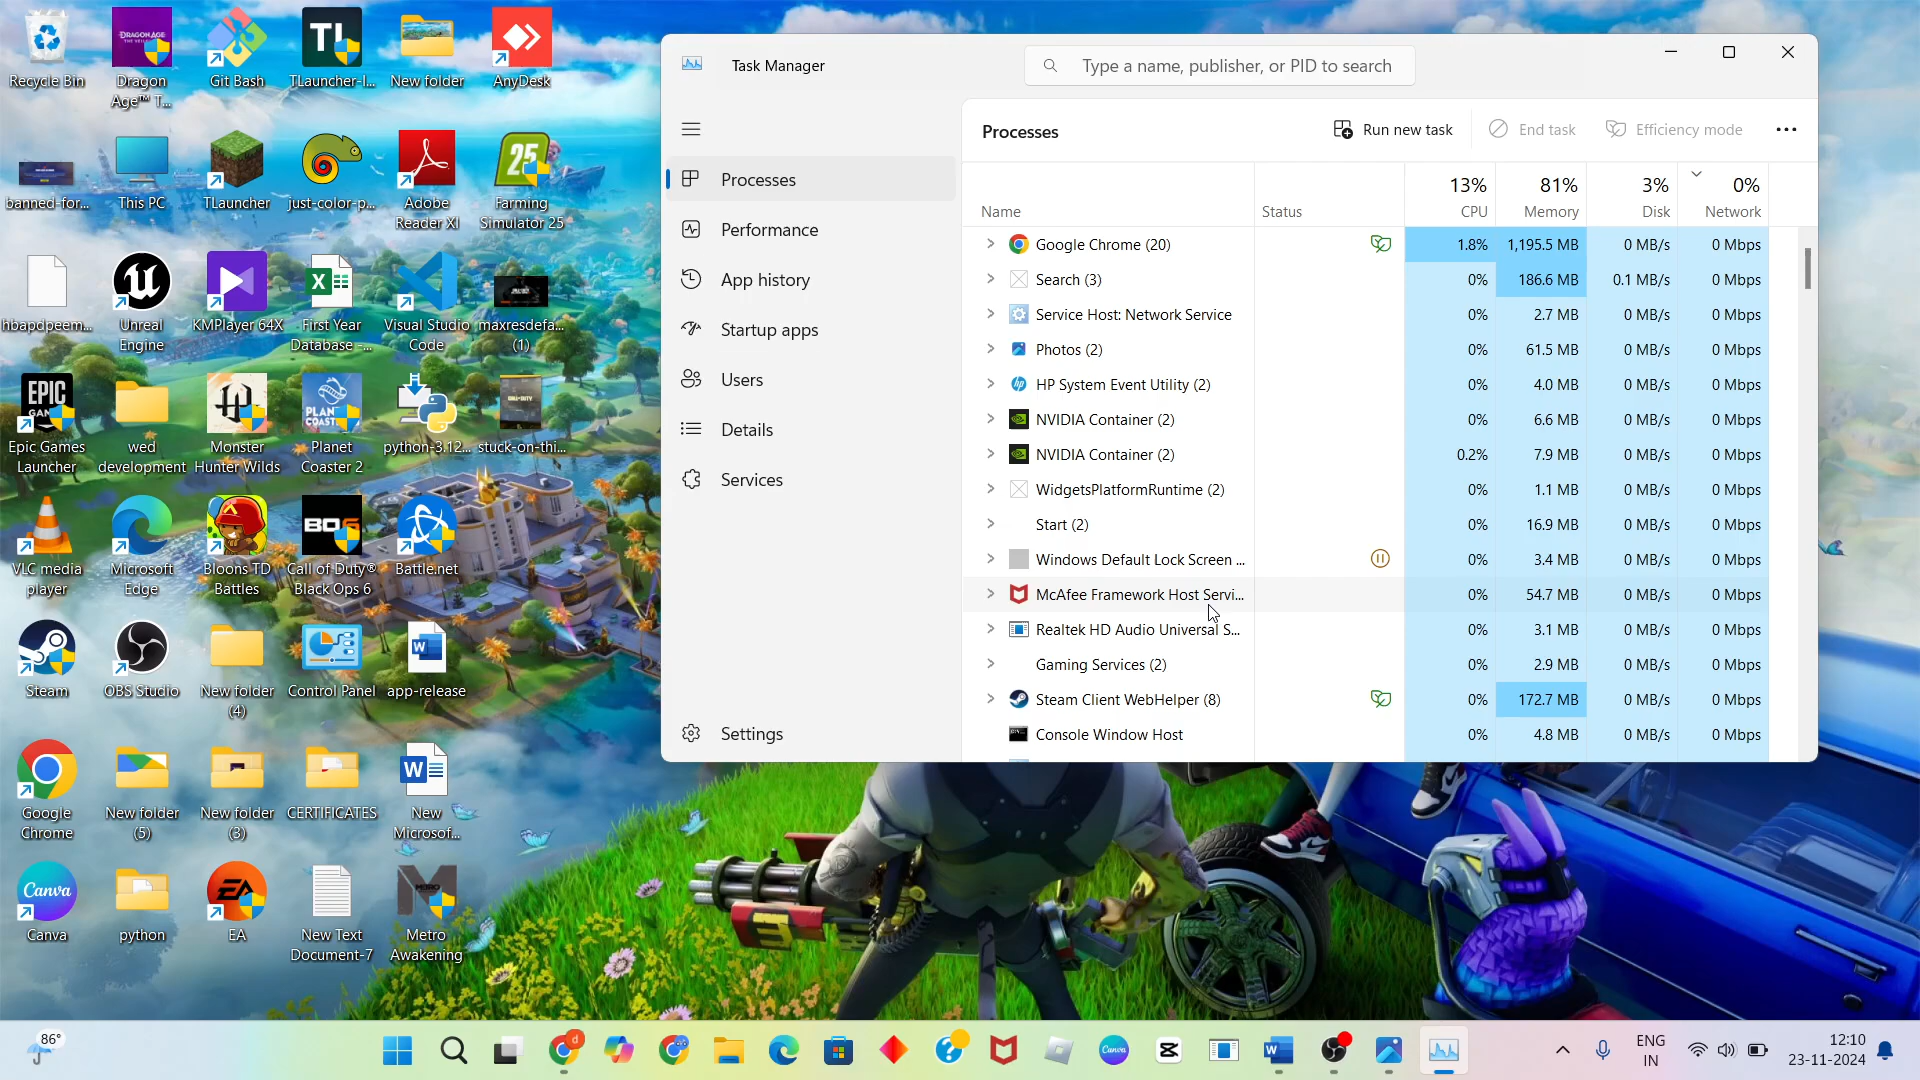 Recycle Bin
DRAGON AGE
Dragon
Age™ T...
Git Bash
TL
TLauncher-I...
New folder
AnyDesk
banned-for...
This PC
TLauncher
just-color-p...
Adobe
Reader XI
25
Farming
Simulator 25
hbapdpeem...
Unreal
Engine
KMPlayer 64X
First Year
Database -...
Visual Studio
Code
maxresdefa...
(1)
EPIC
GAMES
Epic Games
Launcher
wed
development
Monster
Hunter Wilds
PLANET
COASTER
Planet
Coaster 2
python-3.12...
stuck-on-thi...
VLC media
player
Microsoft
Edge
Bloons TD
Battles
BO6
Call of Duty®
Black Ops 6
Battle.net
Steam
OBS Studio
New folder
(4)
Control Panel
app-release
Google
Chrome
New folder
(5)
New folder
(3)
CERTIFICATES
New
Microsof...
Canva
Canva
python
EA
EA
New Text
Document-7
METRO
Metro
Awakening
Task Manager
Type a name, publisher, or PID to search
Processes
Performance
App history
Startup apps
Users
Details
Services
Settings
Processes
Run new task
End task
Efficiency mode
Name
Status
13%
CPU
81%
Memory
3%
Disk
0%
Network
Google Chrome (20) 1.8% 1,195.5 MB 0 MB/s 0 Mbps
Search (3) 0% 186.6 MB 0.1 MB/s 0 Mbps
Service Host: Network Service 0% 2.7 MB 0 MB/s 0 Mbps
Photos (2) 0% 61.5 MB 0 MB/s 0 Mbps
HP System Event Utility (2) 0% 4.0 MB 0 MB/s 0 Mbps
NVIDIA Container (2) 0% 6.6 MB 0 MB/s 0 Mbps
NVIDIA Container (2) 0.2% 7.9 MB 0 MB/s 0 Mbps
WidgetsPlatformRuntime (2) 0% 1.1 MB 0 MB/s 0 Mbps
Start (2) 0% 16.9 MB 0 MB/s 0 Mbps
Windows Default Lock Screen ... 0% 3.4 MB 0 MB/s 0 Mbps
McAfee Framework Host Servi... 0% 54.7 MB 0 MB/s 0 Mbps
Realtek HD Audio Universal S... 0% 3.1 MB 0 MB/s 0 Mbps
Gaming Services (2) 0% 2.9 MB 0 MB/s 0 Mbps
Steam Client WebHelper (8) 0% 172.7 MB 0 MB/s 0 Mbps
Console Window Host 0% 4.8 MB 0 MB/s 0 Mbps
86°
Canva
ENG
IN
12:10
23-11-2024